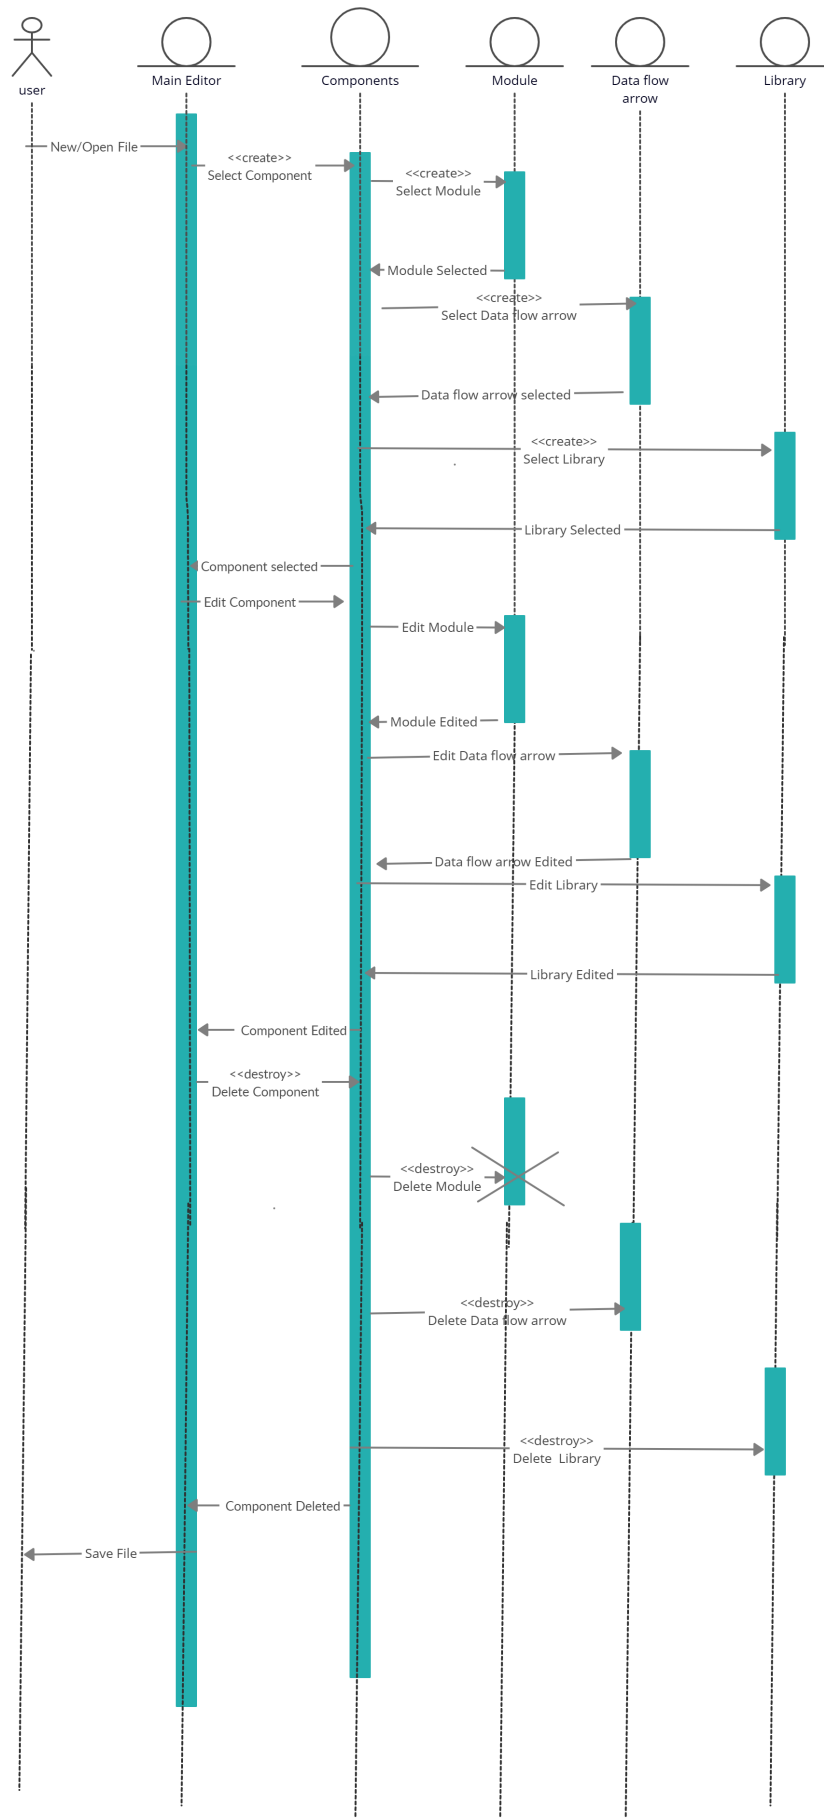 user
Main Editor
Components
Module
Data flow
arrow
Library
New/Open File
<<create>>
Select Component
<<create>>
Select Module
Module Selected
<<create>>
Select Data flow arrow
Data flow arrow selected
<<create>>
Select Library
Library Selected
Component selected
Edit Component
Edit Module
Module Edited
Edit Data flow arrow
Data flow arrow Edited
Edit Library
Library Edited
Component Edited
<<destroy>>
Delete Component
<<destroy>>
Delete Module
<<destroy>>
Delete Data flow arrow
<<destroy>>
Delete  Library
Component Deleted
Save File